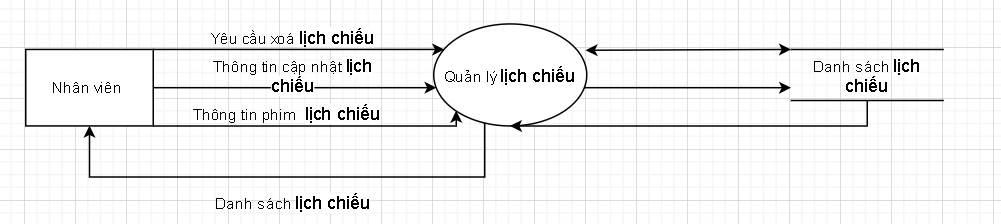 Yêu cầu xoá lịch chiếu
Thông tin cập nhật lịch
chiếu
Thông tin phim lịch chiếu
Nhân viên
Quản lý lịch chiếu
Danh sách lịch
chiếu
Danh sách lịch chiếu